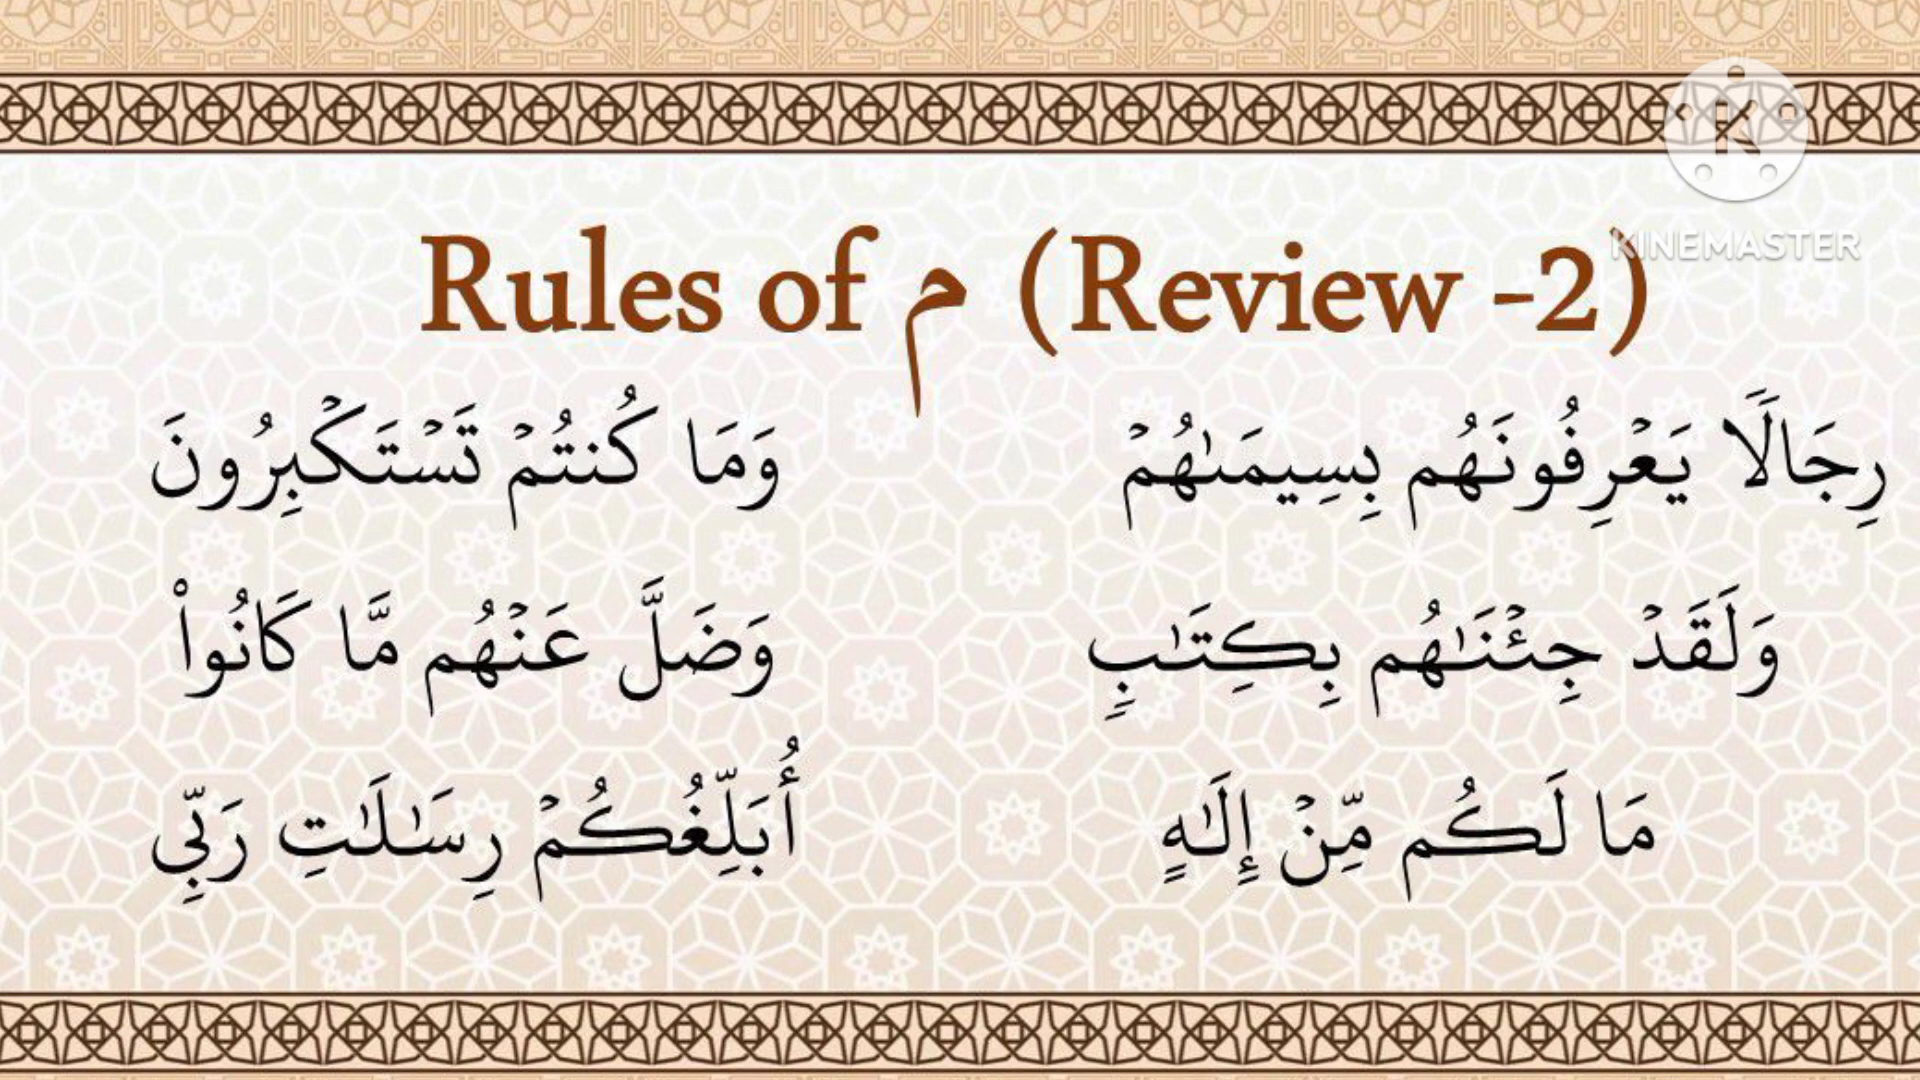 KINEMASTER
Rules of م (Review -2)
رِجَالًا يَعۡرِفُونَهُم بِسِيمَىٰهُمۡ
وَمَا كُنتُمۡ تَسۡتَكۡبِرُونَ
وَلَقَدۡ جِئۡنَٰهُم بِكِتَٰبٖ
وَضَلَّ عَنۡهُم مَّا كَانُواْ
مَا لَكُم مِّنۡ إِلَٰهٍ
أُبَلِّغُكُمۡ رِسَٰلَٰتِ رَبِّي